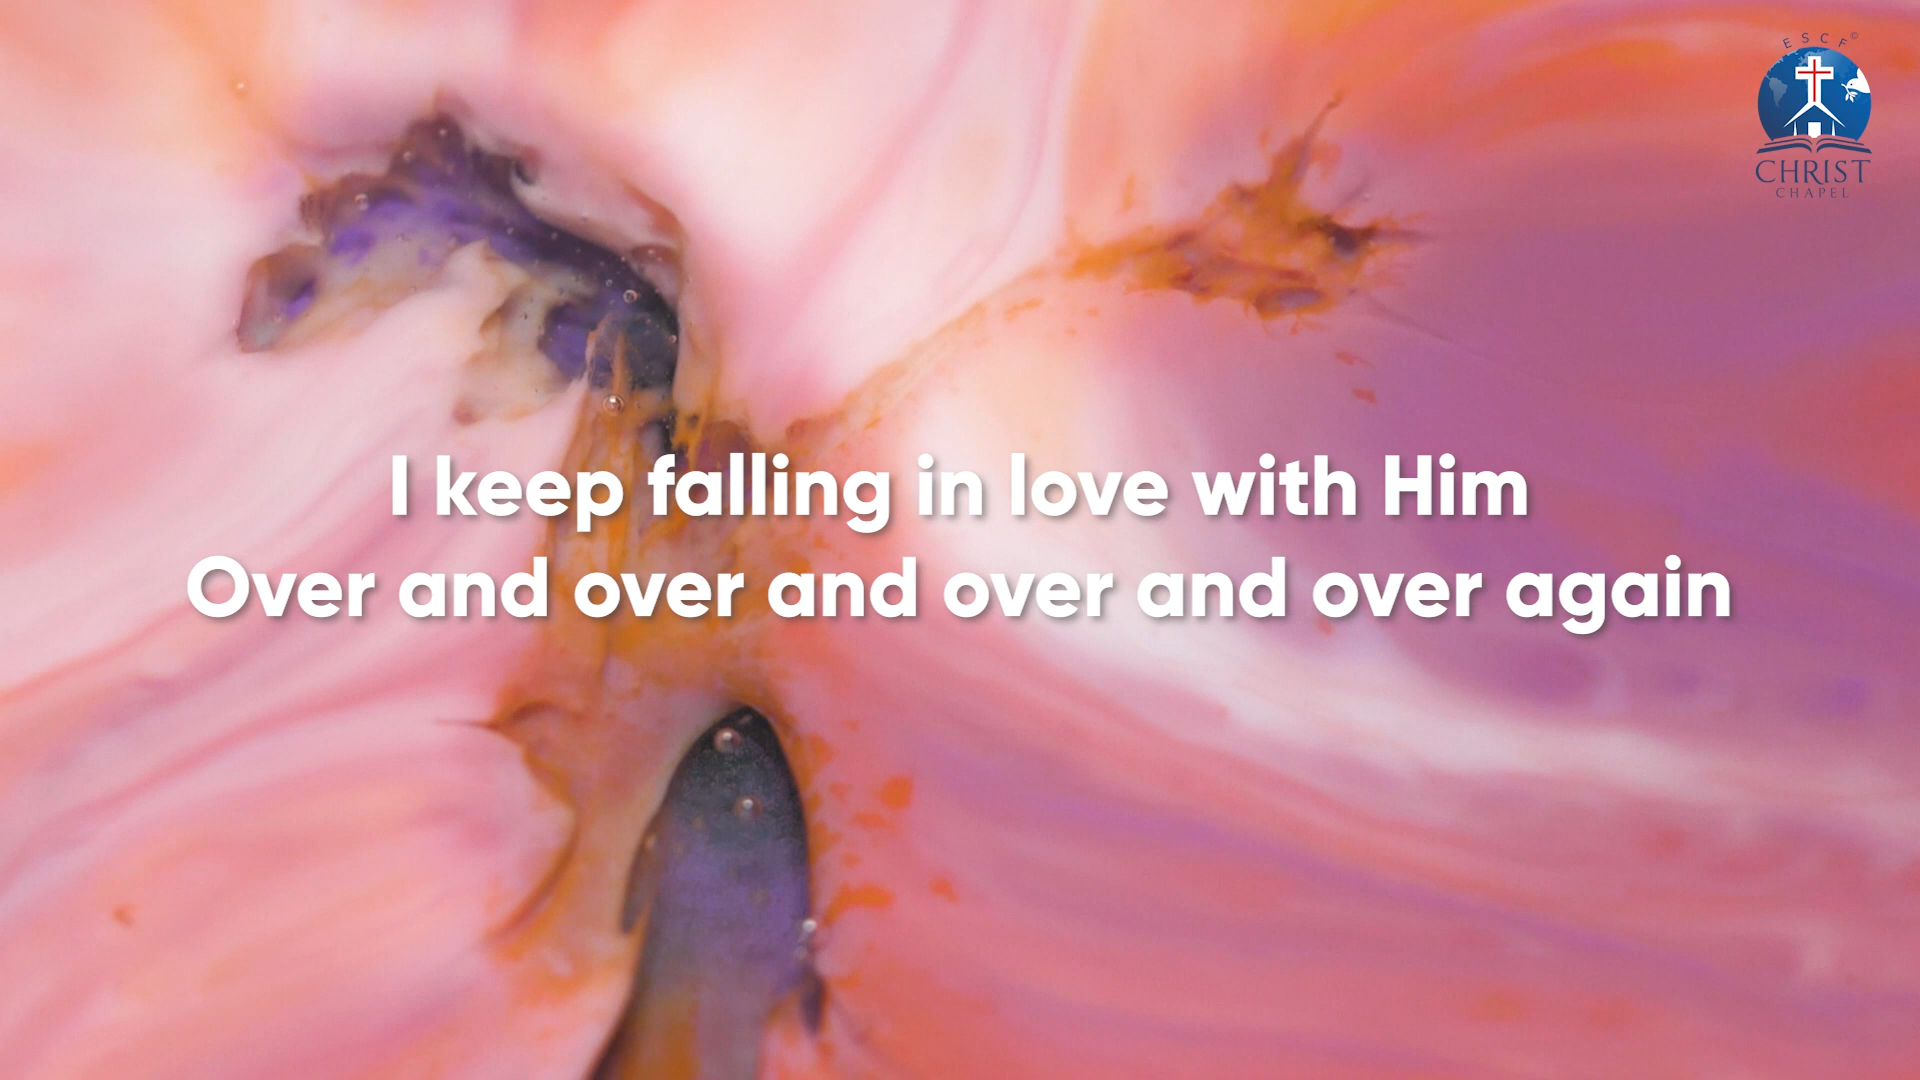 ESCF©
CHRIST
CHAPEL
I keep falling in love with Him
Over and over and over and over again